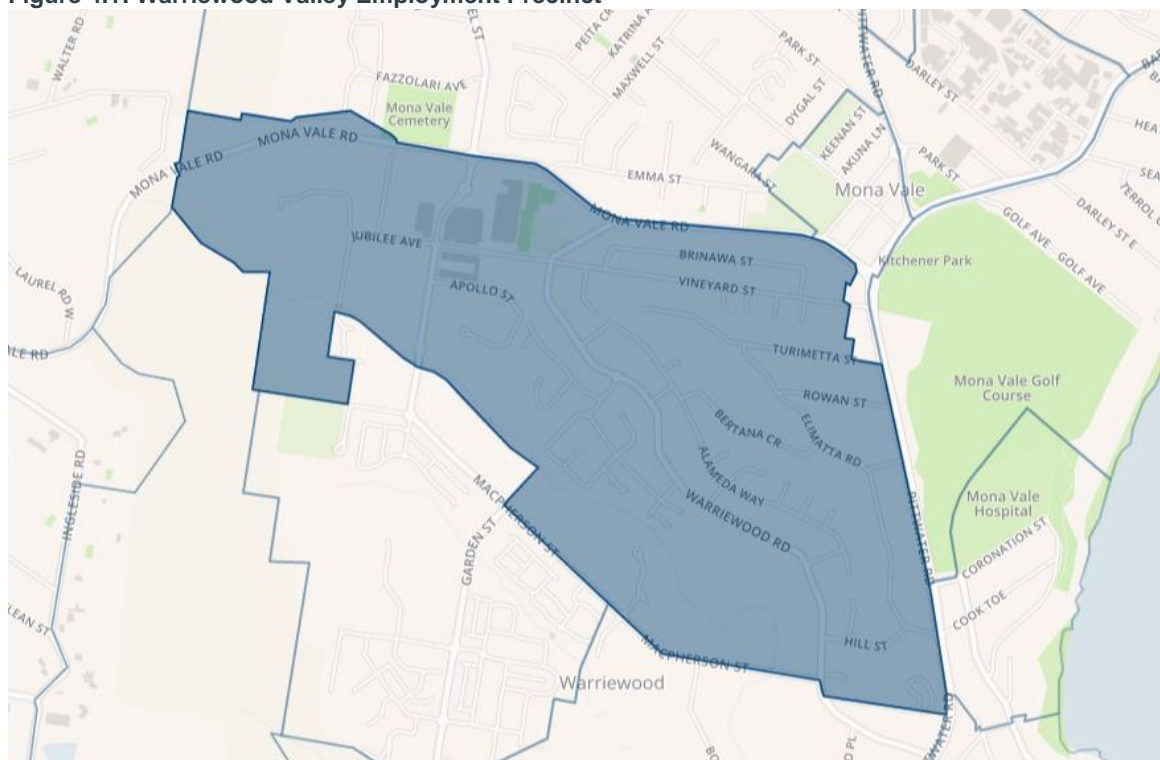 Figure 4.1: Warriewood Valley Employment Precinct
WALTER RD
PEITA CR
KATRINA A
MAXWELL ST
PARK ST
PITTWATER RD
DARLEY ST
FAZZOLARI AVE
Mona Vale
Cemetery
DYGAL ST
KEENAN ST
AKUNA LN
MONA VALE RD
MONA VALE RD
WANGARA ST
PARK ST
EMMA ST
Mona Vale
DARLEY ST E
GOLF AVE
GOLF AVE
MONA VALE RD
JUBILEE AVE
BRINAWA ST
Kitchener Park
VINEYARD ST
APOLLO ST
LAUREL RD W
TURIMETTA ST
ROWAN ST
Mona Vale Golf
Course
BERTANA CR
ELIMATTA RD
ALAMEDA WAY
INGLESIDE RD
MACPHERSON ST
WARRIEWOOD RD
PITTWATER RD
Mona Vale
Hospital
CORONATION ST
GARDEN ST
COOK TCE
HILL ST
MACPHERSON ST
Warriewood